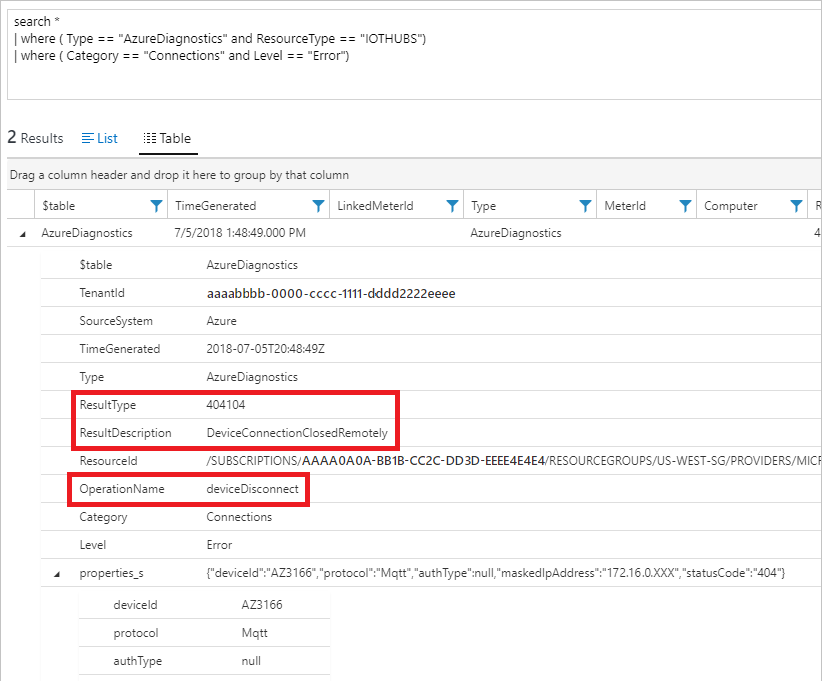 search *
| where ( Type == "AzureDiagnostics" and ResourceType == "IOTHUBS")
| where ( Category == "Connections" and Level == "Error")
2 Results List Table
Drag a column header and drop it here to group by that column
$table TimeGenerated LinkedMeterId Type MeterId Computer R
AzureDiagnostics 7/5/2018 1:48:49.000 PM AzureDiagnostics 4
$table AzureDiagnostics
TenantId aaaabbbb-0000-cccc-1111-dddd2222eeee
SourceSystem Azure
TimeGenerated 2018-07-05T20:48:49Z
Type AzureDiagnostics
ResultType 404104
ResultDescription DeviceConnectionClosedRemotely
ResourceId /SUBSCRIPTIONS/AAAA0A0A-BB1B-CC2C-DD3D-EEEE4E4E4/RESOURCEGROUPS/US-WEST-SG/PROVIDERS/MICR
OperationName deviceDisconnect
Category Connections
Level Error
properties_s {"deviceId":"AZ3166","protocol":"Mqtt","authType":null,"maskedIpAddress":"172.16.0.XXX","statusCode":"404"}
deviceId AZ3166
protocol Mqtt
authType null